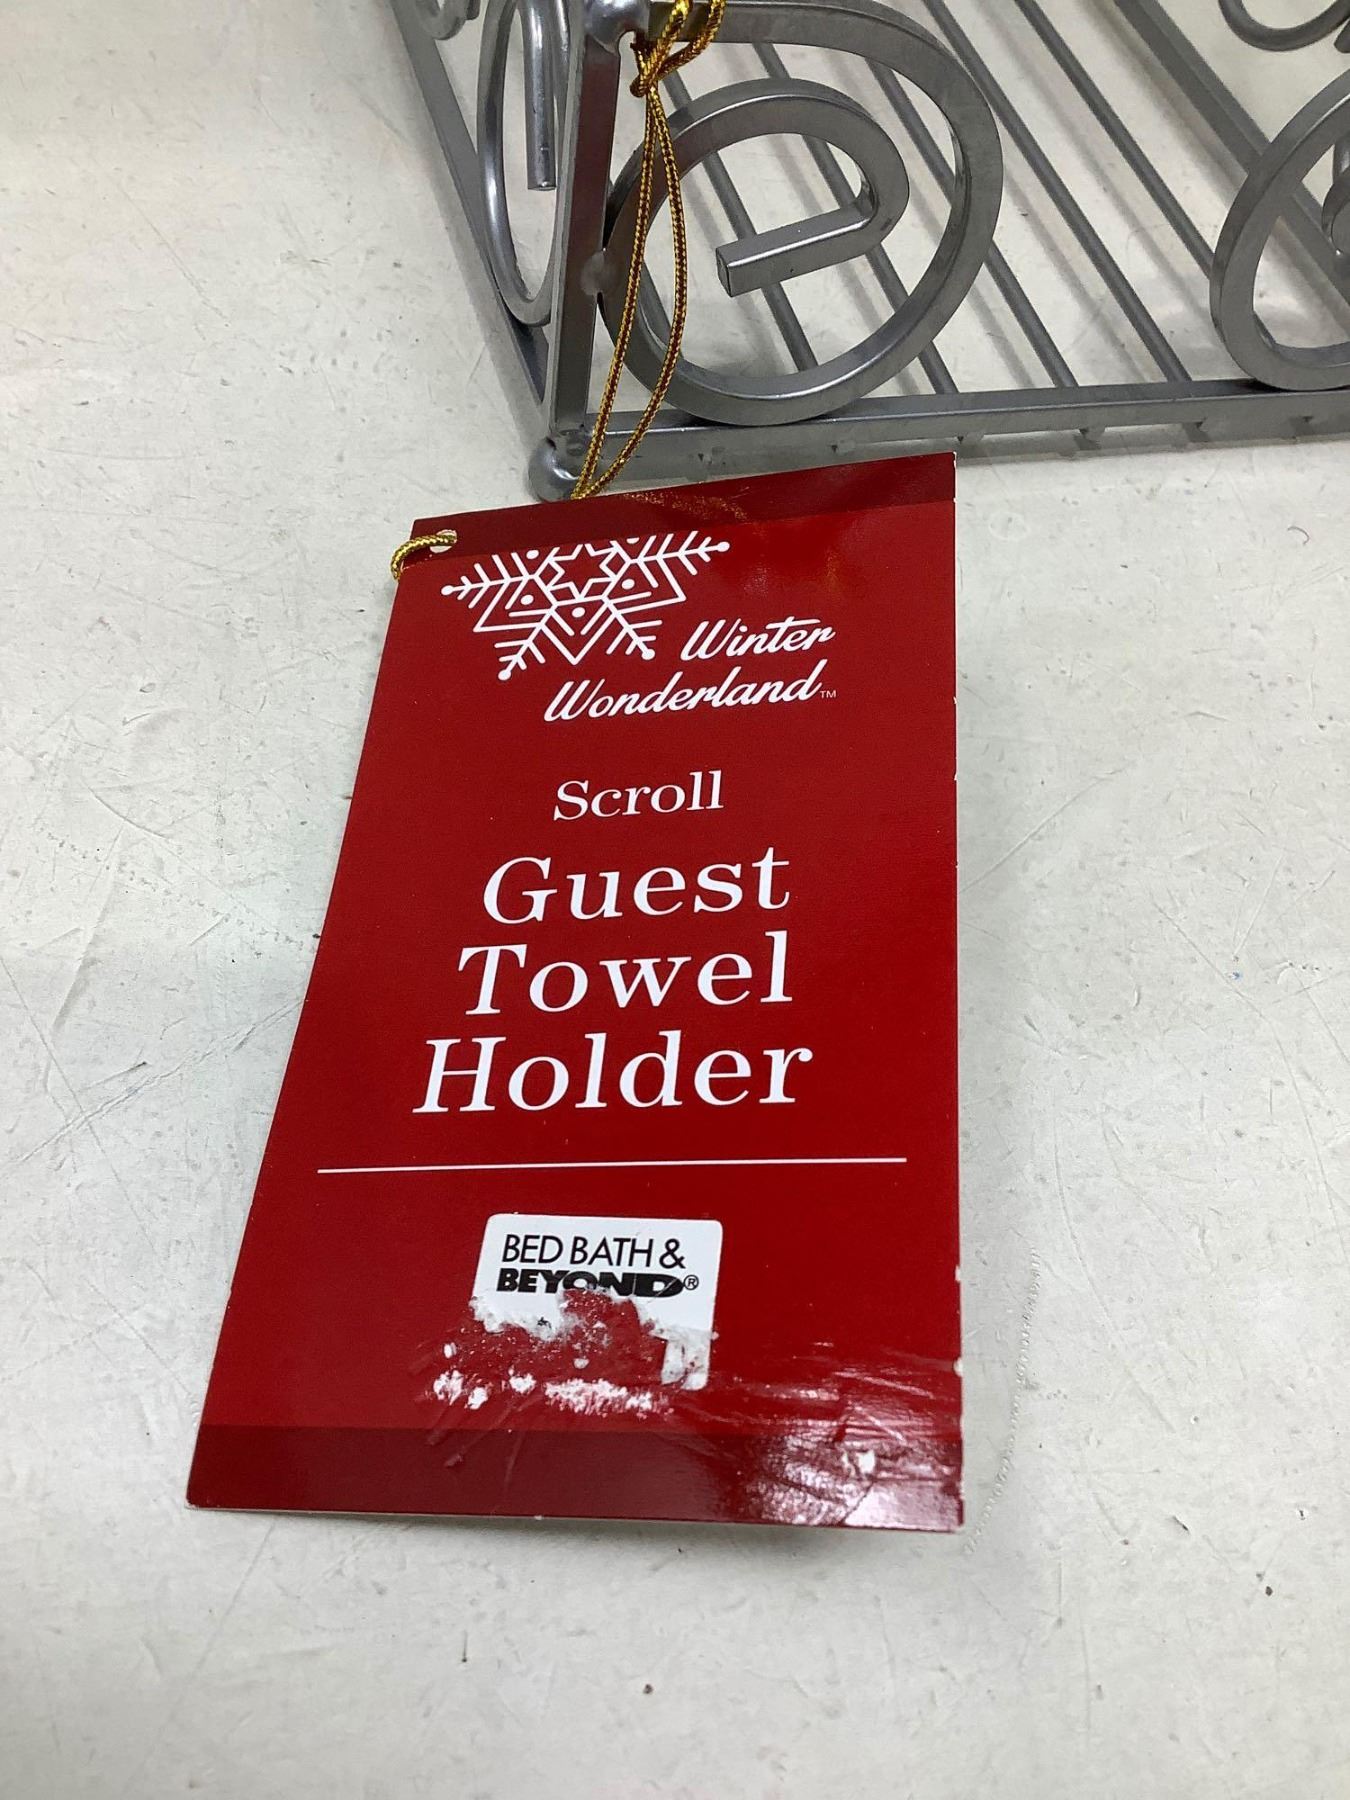 Winter
Wonderland™
Scroll
Guest
Towel
Holder
BED BATH &
BEYOND®